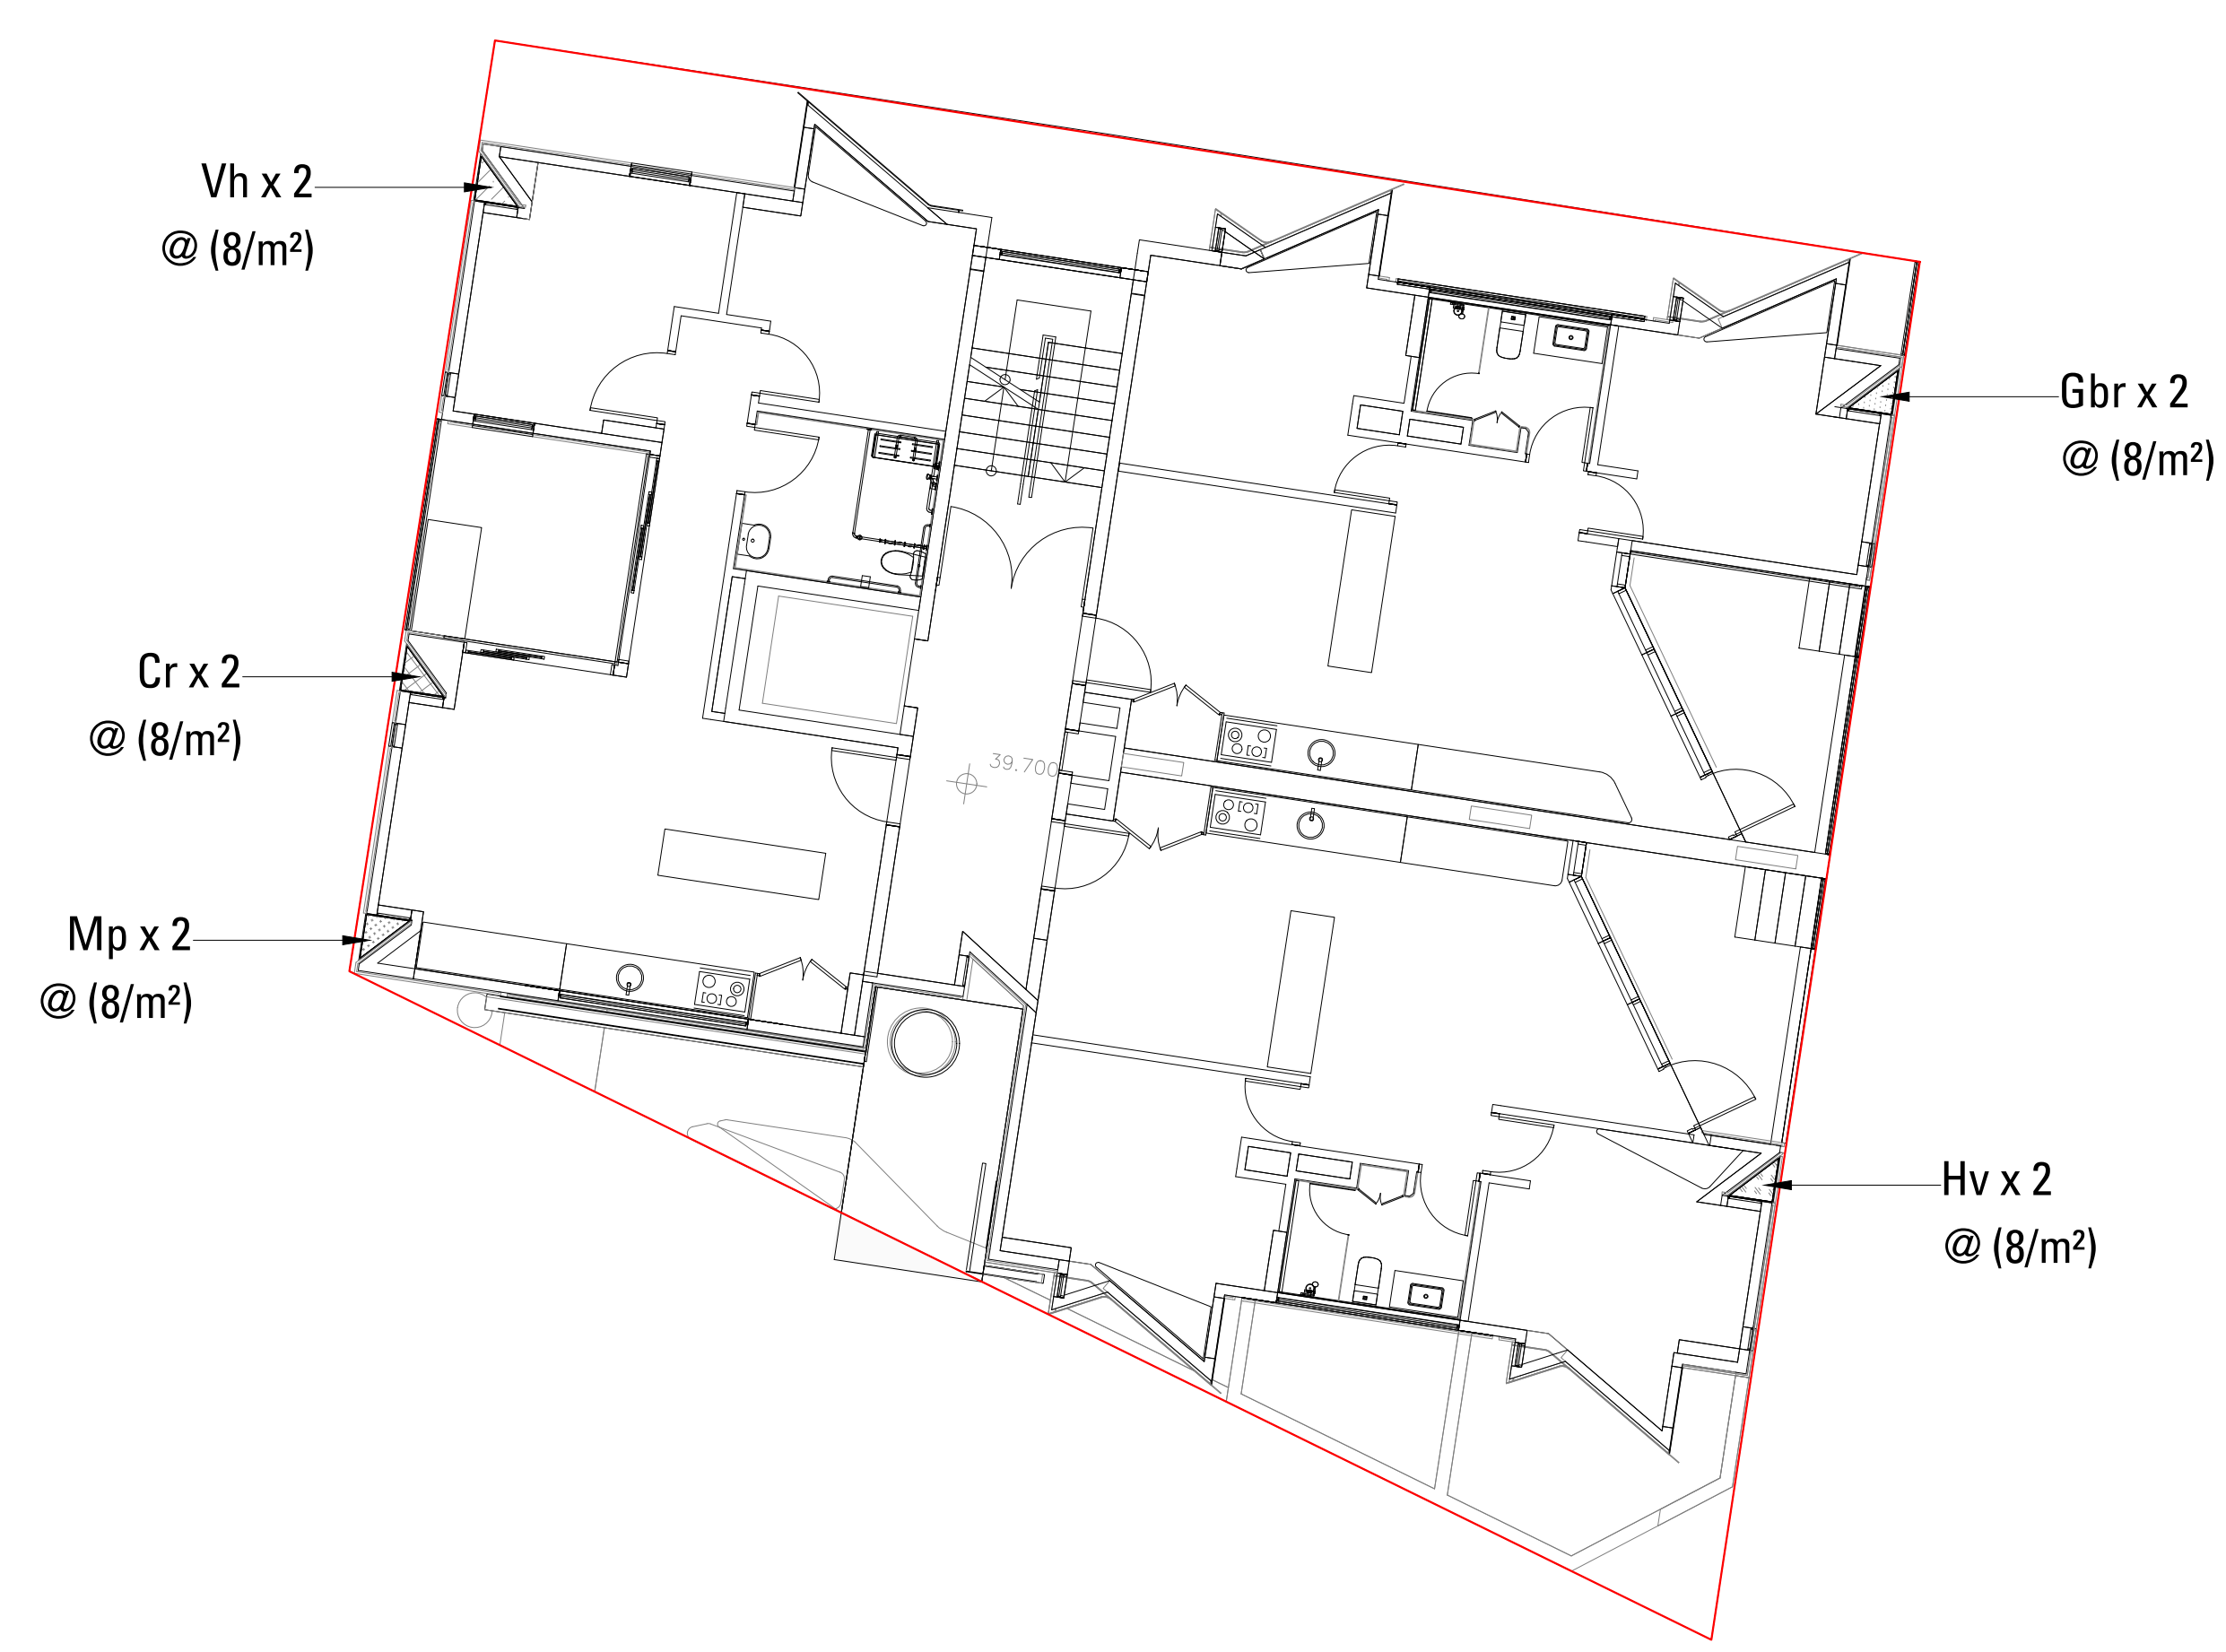 Vh x 2
@ (8/m²)
Gbr x 2
@ (8/m²)
Cr x 2
@ (8/m²)
39.700
Mp x 2
@ (8/m²)
Hv x 2
@ (8/m²)